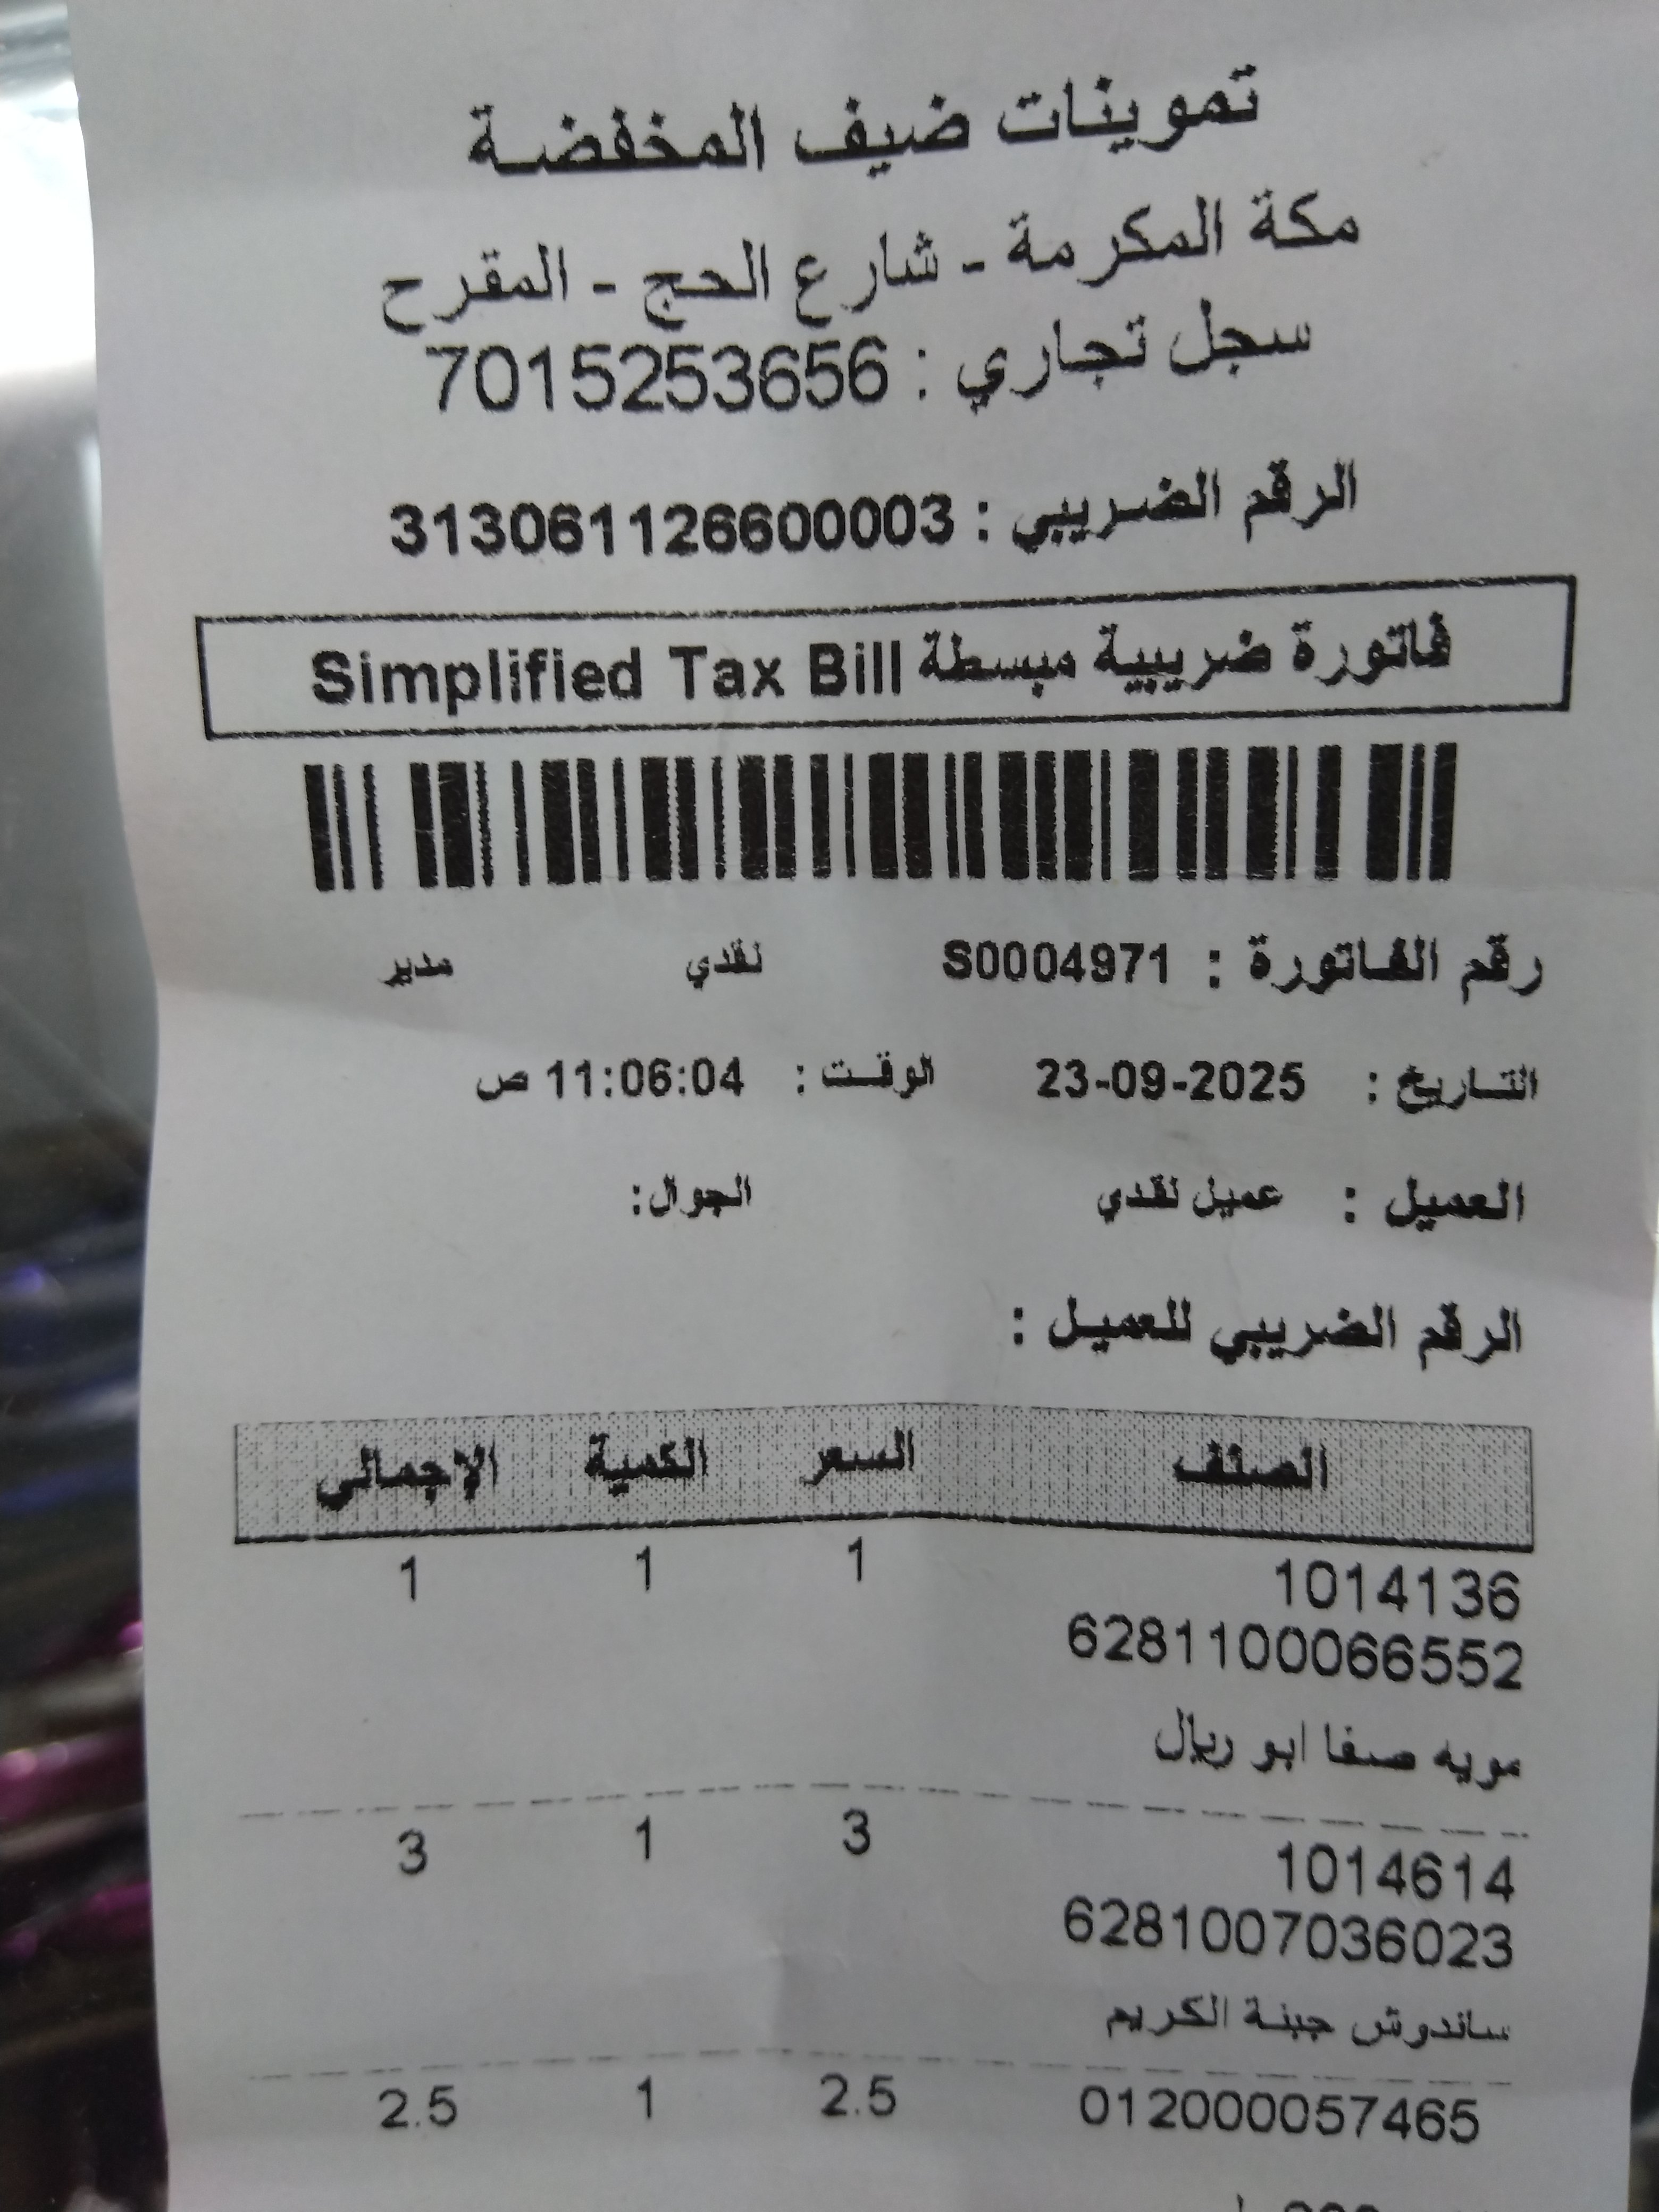 تموينات ضيف المخفضة
مكة المكرمة - شارع الحج - المقرح
سجل تجاري : 7015253656
الرقم الضريبي : 313061126600003
فاتورة ضريبية مبسطة Simplified Tax Bill
رقم الفاتورة : S0004971 نقدي مدير
التاريخ : 23-09-2025 الوقت : 11:06:04 ص
العميل : عميل نقدي الجوال:
الرقم الضريبي للعميل :
الصنف السعر الكمية الإجمالي
1014136 1 1 1
6281100066552
مويه صفا ابو ريال
1014614 3 1 3
6281007036023
ساندوش جبنة الكريم
012000057465 2.5 1 2.5